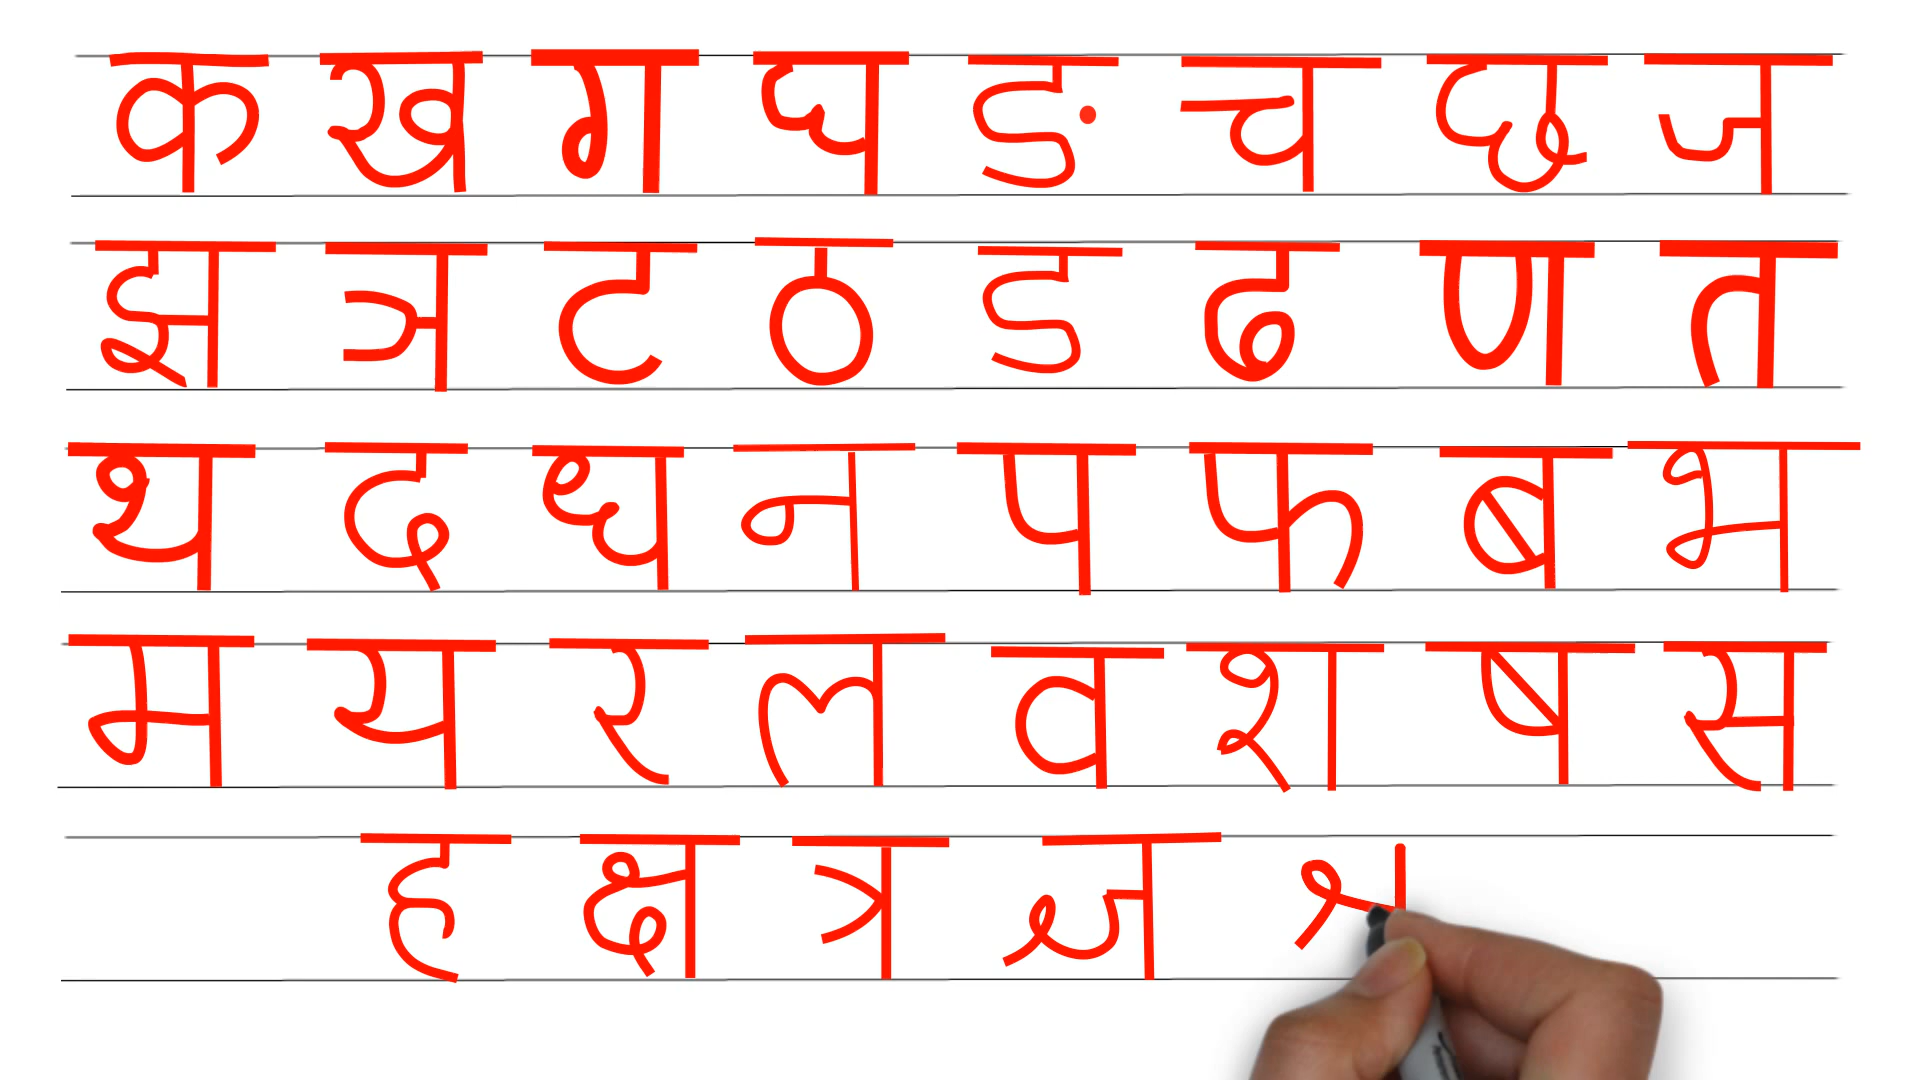 क ख ग घ ङ च छ ज
झ ञ ट ठ ड ढ ण त
थ द ध न प फ ब भ
म य र ल व श ष स
ह क्ष त्र ज्ञ